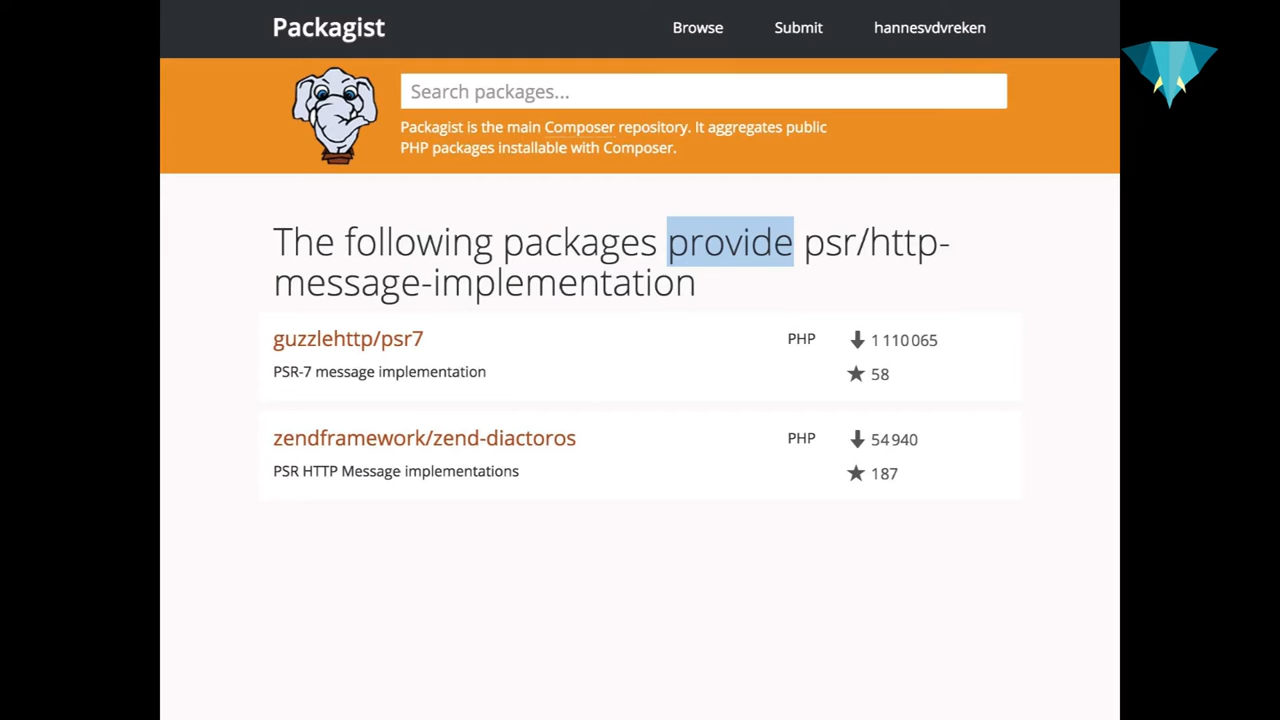 Packagist
Browse
Submit
hannesvdvreken
Search packages...
Packagist is the main Composer repository. It aggregates public
PHP packages installable with Composer.
The following packages provide psr/http-
message-implementation
guzzlehttp/psr7
PHP
1 110 065
PSR-7 message implementation
58
zendframework/zend-diactoros
PHP
54 940
PSR HTTP Message implementations
187